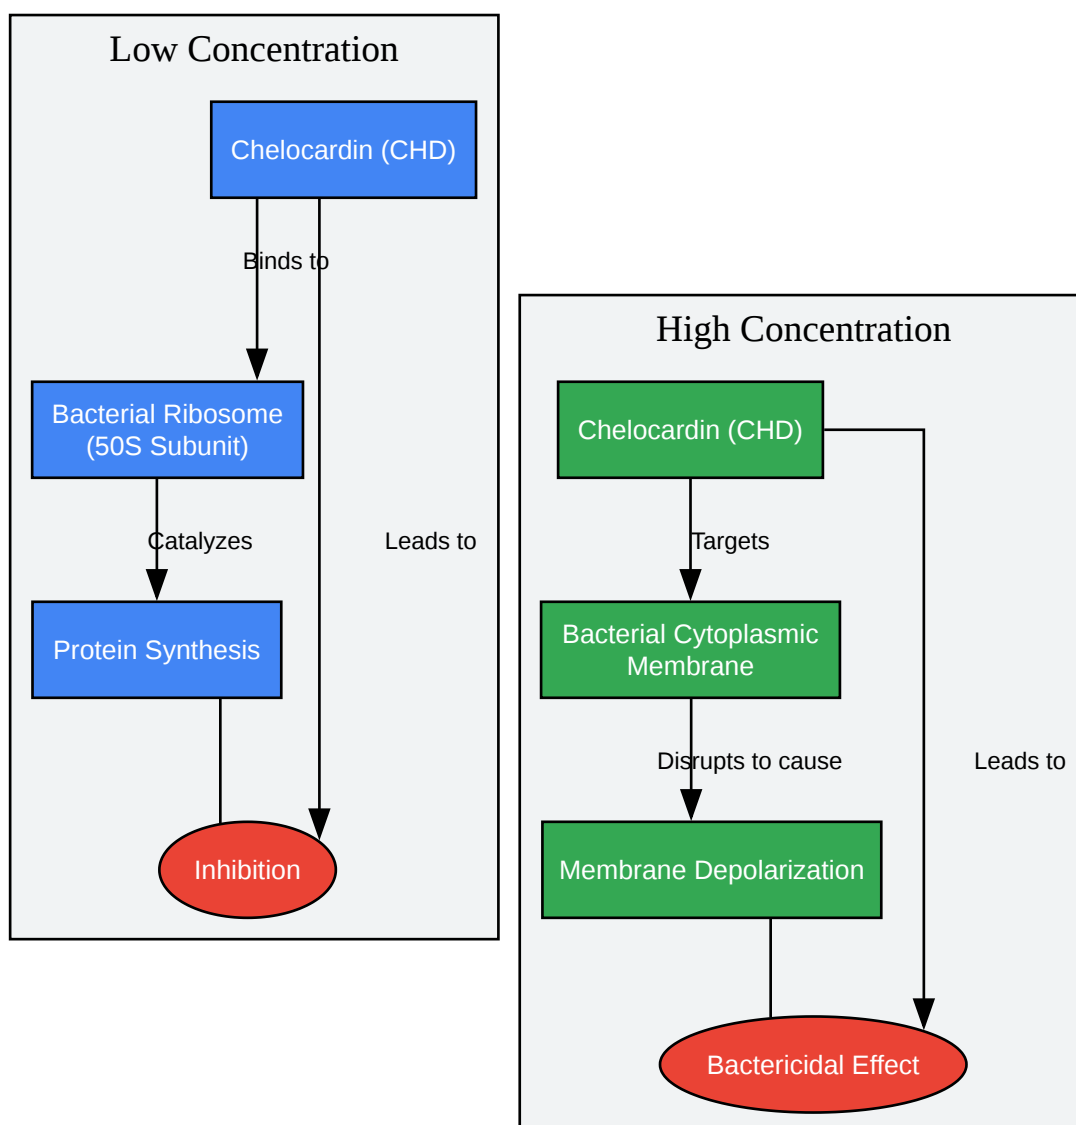 Low Concentration
Chelocardin (CHD)
Binds to
Bacterial Ribosome
(50S Subunit)
Catalyzes
Leads to
Protein Synthesis
Inhibition
High Concentration
Chelocardin (CHD)
Targets
Bacterial Cytoplasmic
Membrane
Disrupts to cause
Leads to
Membrane Depolarization
Bactericidal Effect